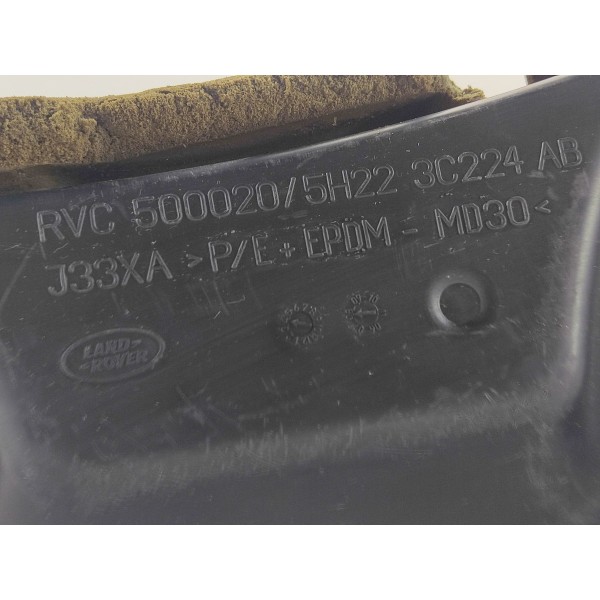 RVC 500020/5H22 3C224 AB
J33XA >P/E+EPDM-MD30<
LAND-
-ROVER